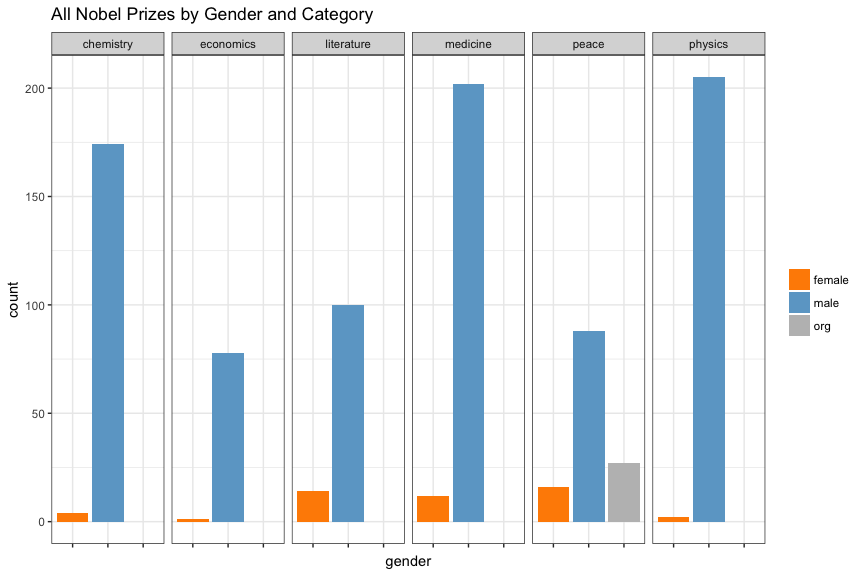 All Nobel Prizes by Gender and Category
chemistry economics literature medicine peace physics
200
150
100
50
0
count
gender
female
male
org